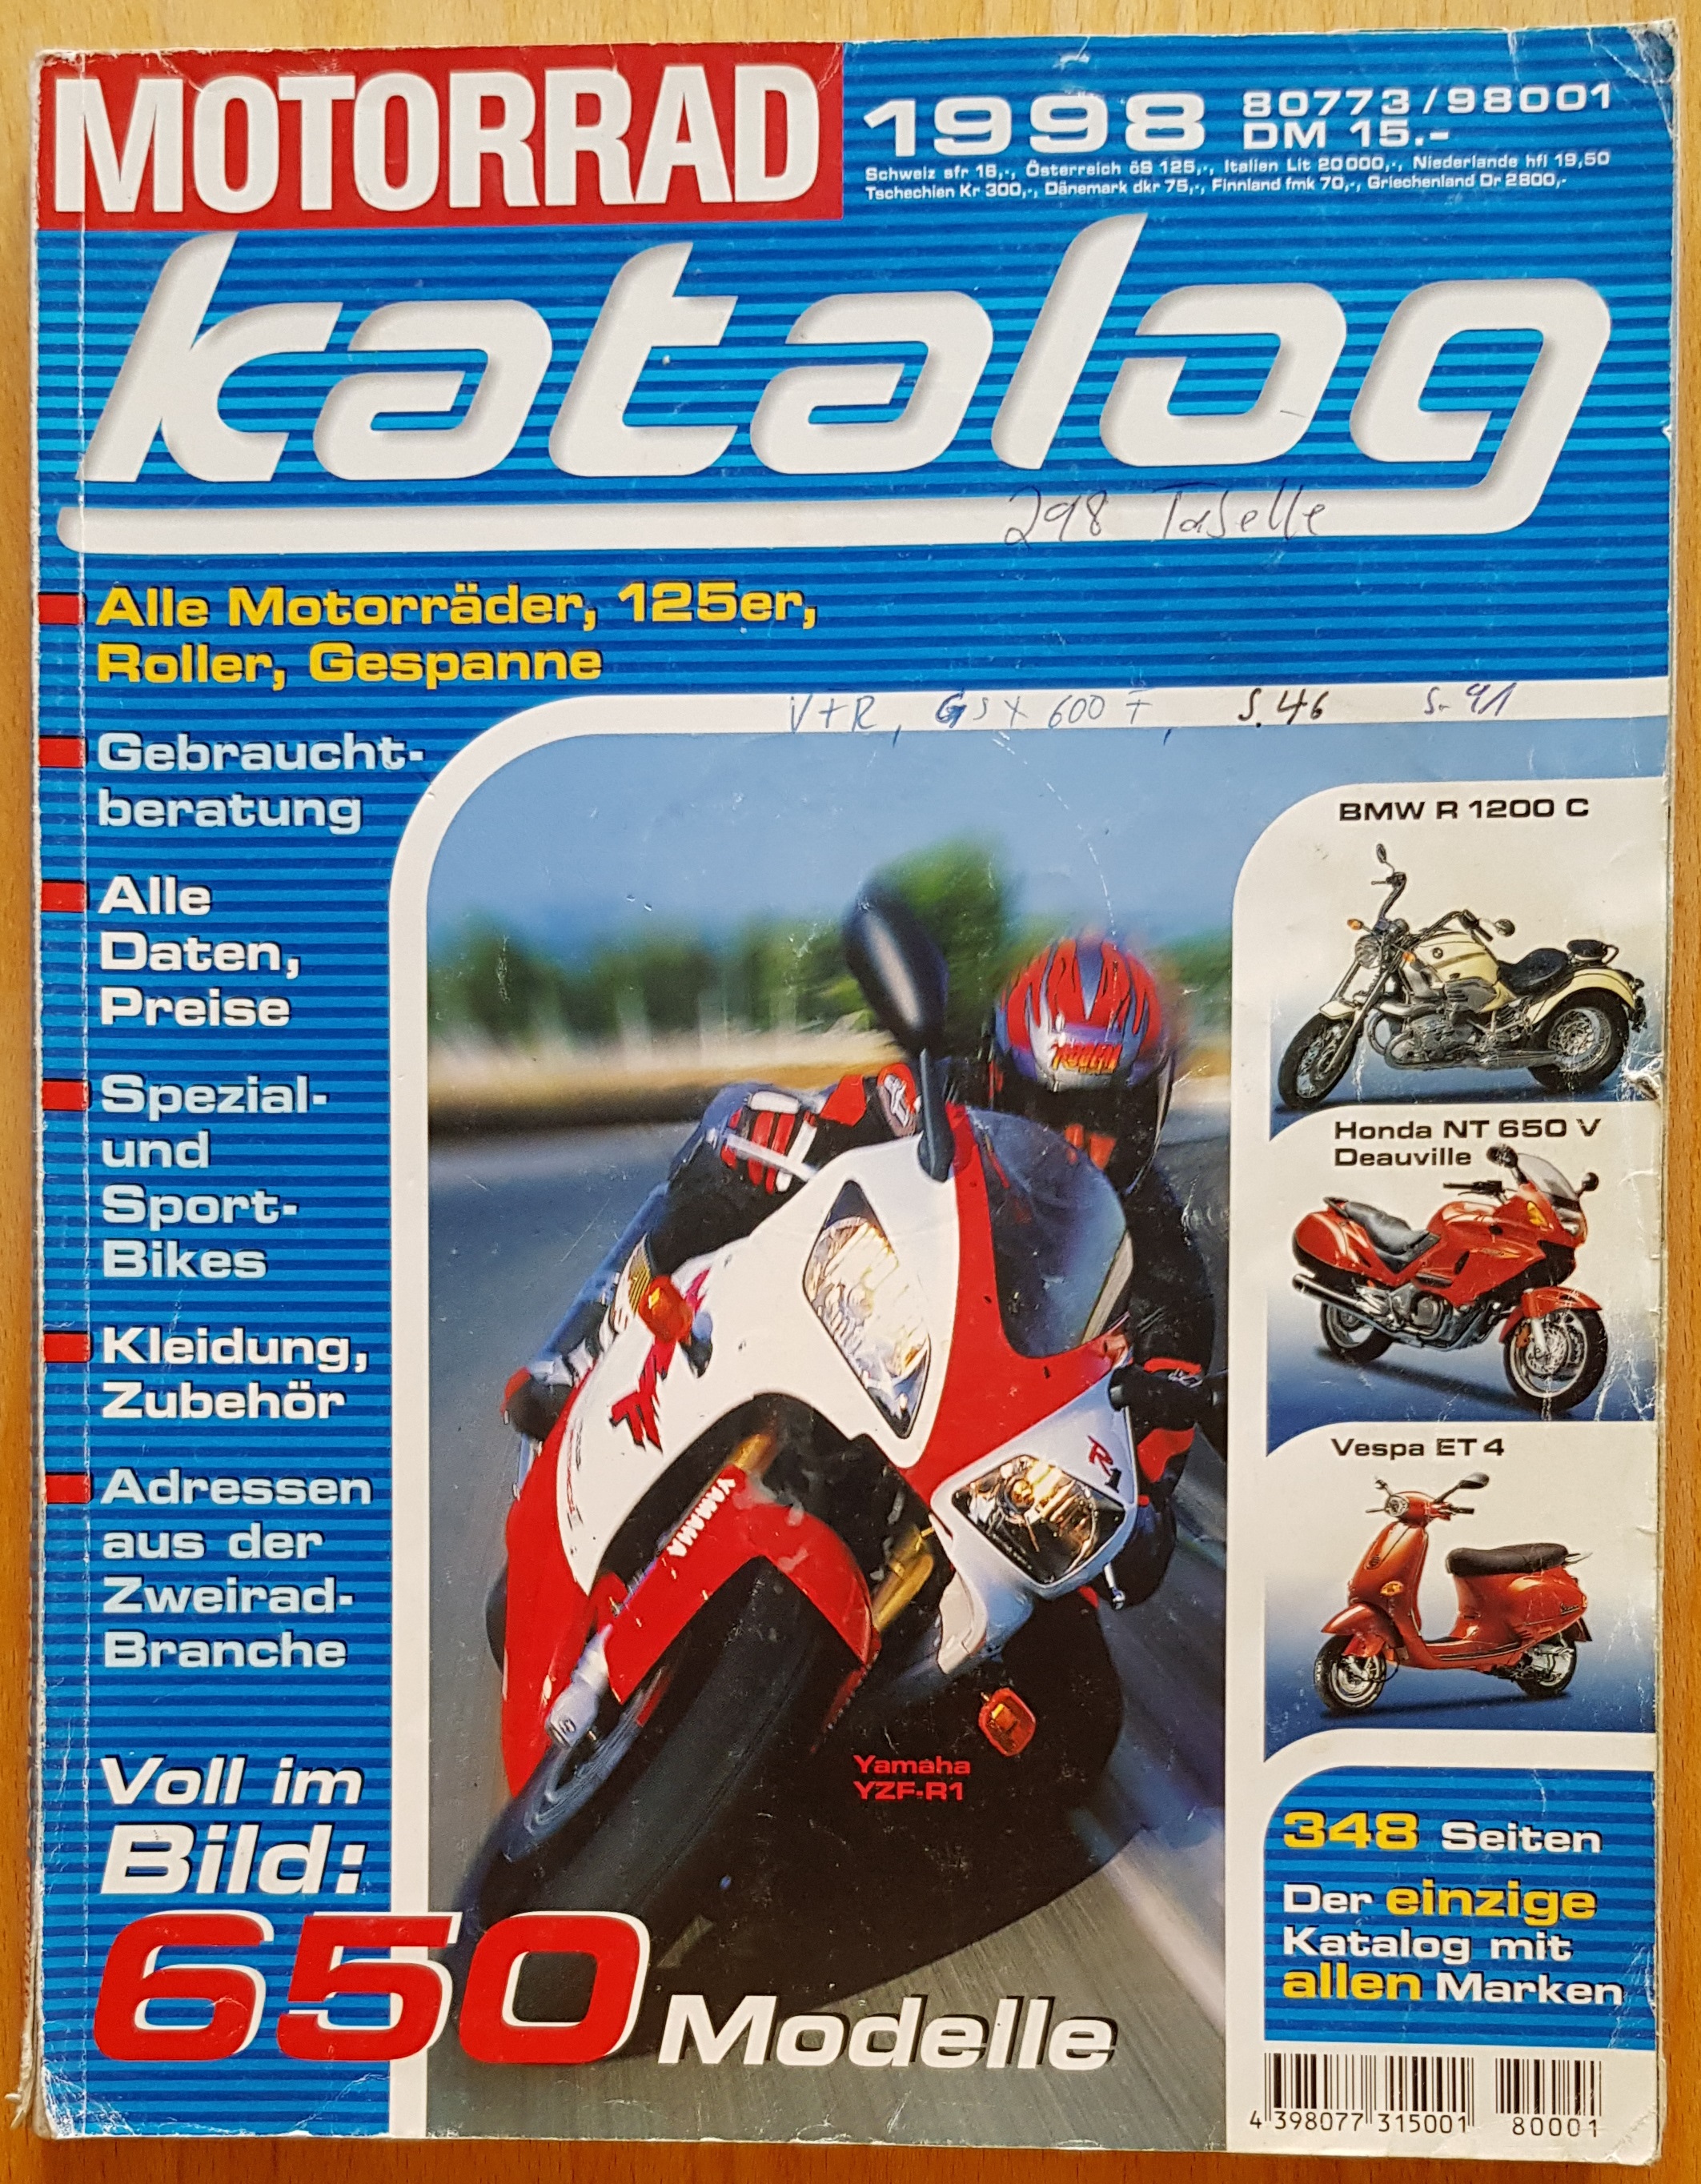 MOTORRAD
1998
80773/98001
DM 15.-
Schweiz sfr 16,-, Österreich öS 125,-, Italien Lit 20000,-, Niederlande hfl 19,50
Tschechien Kr 300,-, Dänemark dkr 75,-, Finnland fmk 70,-, Griechenland Dr 2800,-
Katalog
298 Tabelle
Alle Motorräder, 125er,
Roller, Gespanne
VTR, GSX 600 F S. 46 S. 91
Gebraucht-
beratung
Alle
Daten,
Preise
Spezial-
und
Sport-
Bikes
Kleidung,
Zubehör
Adressen
aus der
Zweirad-
Branche
Voll im
Bild:
650 Modelle
YAMAHA
R1
Yamaha
YZF-R1
BMW R 1200 C
Honda NT 650 V
Deauville
Vespa ET 4
348 Seiten
Der einzige
Katalog mit
allen Marken
4 398077 315001 80001